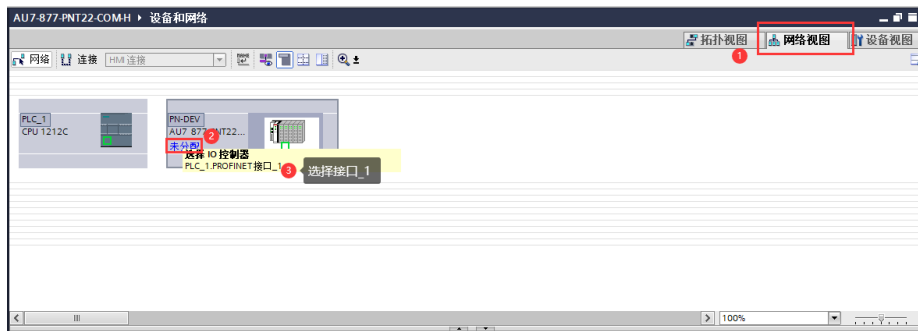 AU7-877-PNT22-COM-H ▸ 设备和网络
拓扑视图 网络视图 设备视图
1
网络 连接 HMI 连接
PLC_1
CPU 1212C
PN-DEV
AU7 877-PNT22...
2
未分配
选择 IO 控制器
PLC_1.PROFINET接口_1
3
选择接口_1
100%